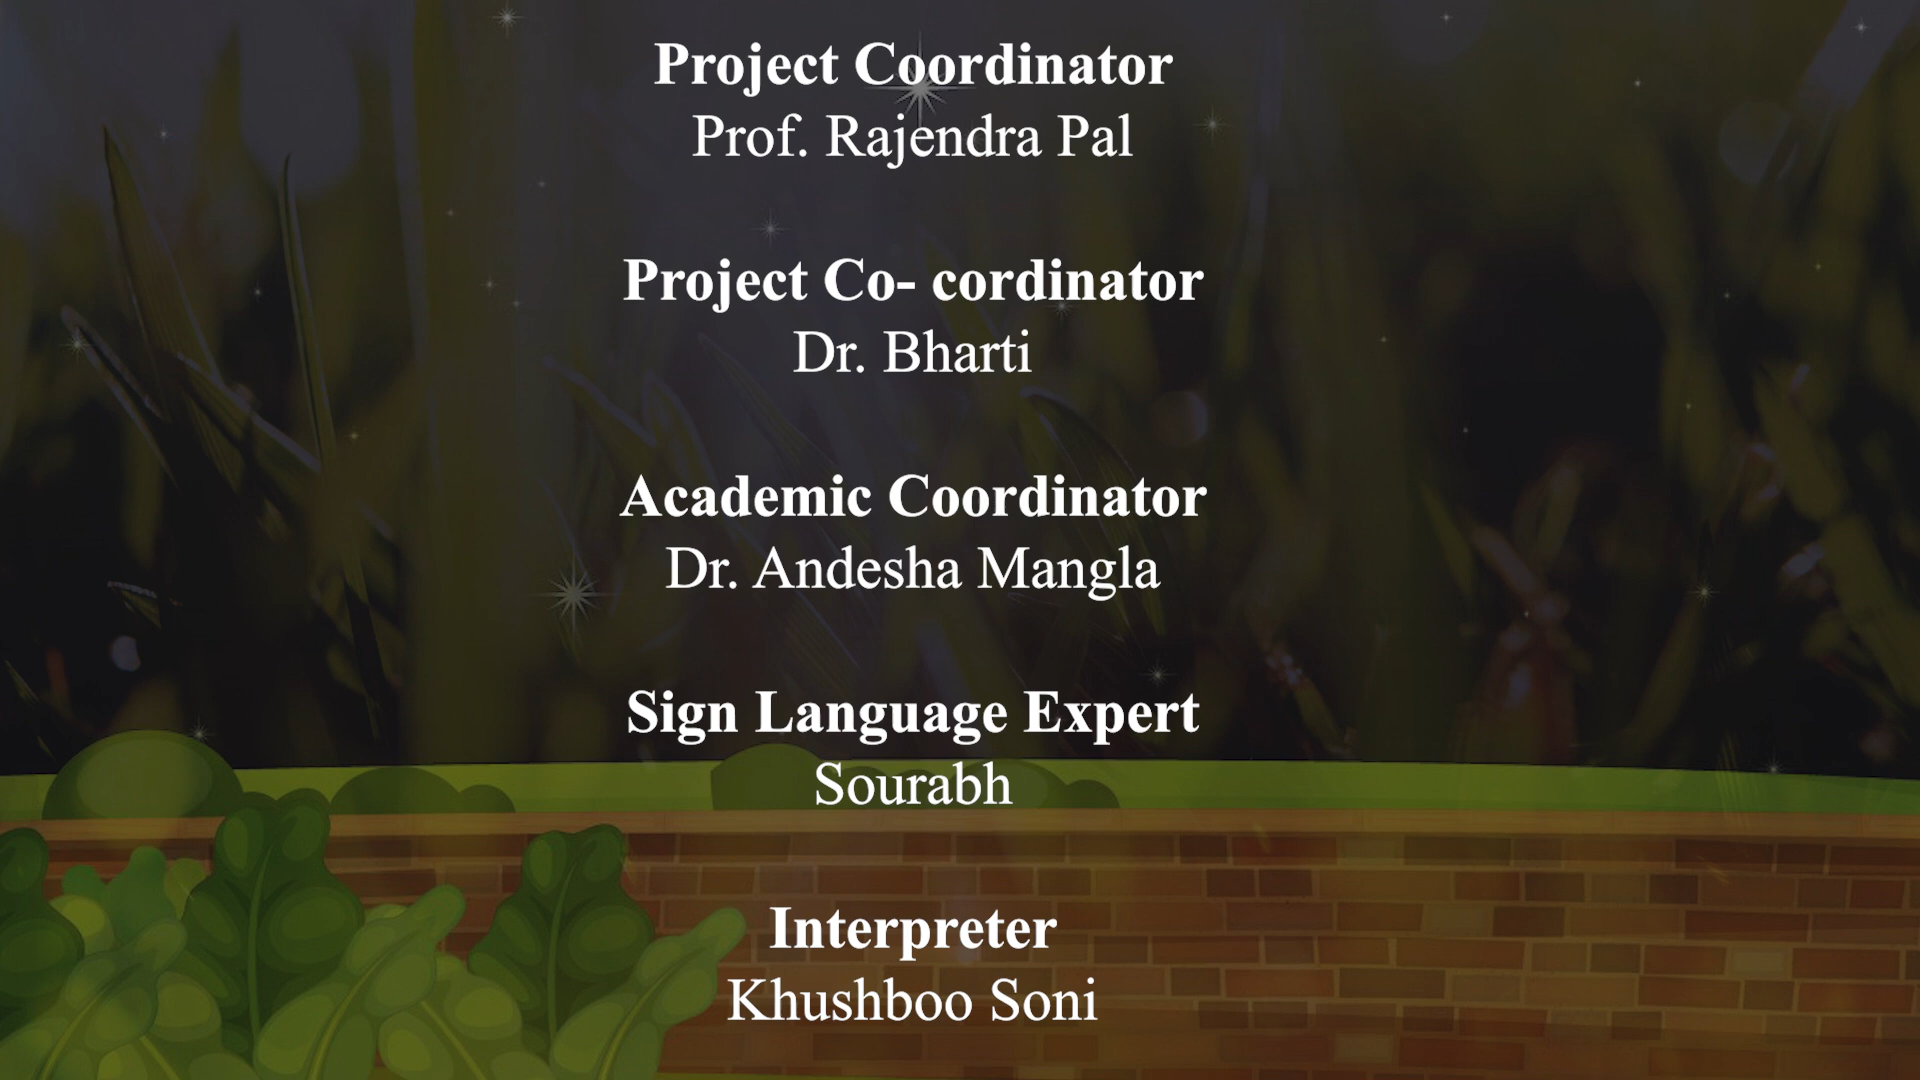 Project Coordinator
Prof. Rajendra Pal
Project Co- cordinator
Dr. Bharti
Academic Coordinator
Dr. Andesha Mangla
Sign Language Expert
Sourabh
Interpreter
Khushboo Soni